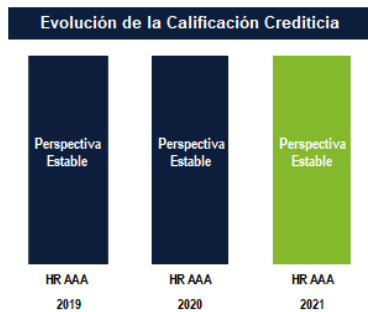 Evolución de la Calificación Crediticia
Perspectiva Estable
Perspectiva Estable
Perspectiva Estable
HR AAA HR AAA HR AAA
2019 2020 2021